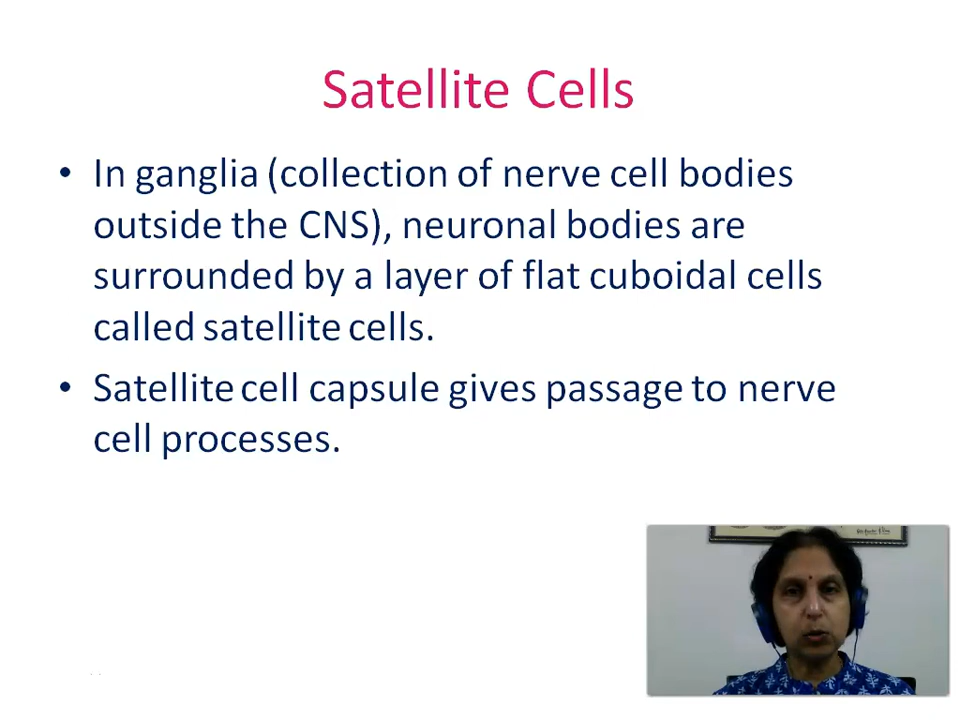 Satellite Cells
• In ganglia (collection of nerve cell bodies
outside the CNS), neuronal bodies are
surrounded by a layer of flat cuboidal cells
called satellite cells.
• Satellite cell capsule gives passage to nerve
cell processes.